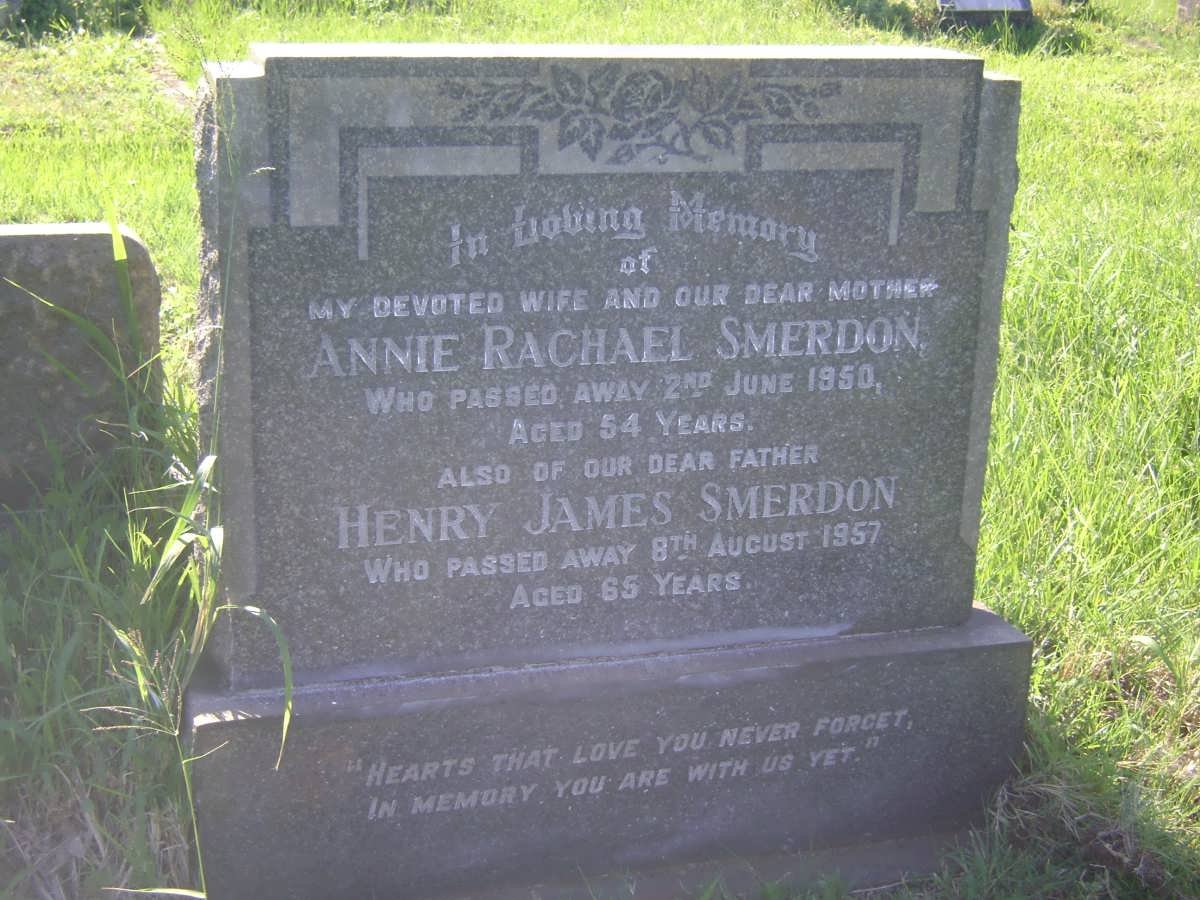 In Loving Memory
of
MY DEVOTED WIFE AND OUR DEAR MOTHER
ANNIE RACHAEL SMERDON,
WHO PASSED AWAY 2ND JUNE 1950,
AGED 54 YEARS.
ALSO OF OUR DEAR FATHER
HENRY JAMES SMERDON
WHO PASSED AWAY 8TH AUGUST 1957
AGED 65 YEARS.
"HEARTS THAT LOVE YOU NEVER FORGET,
IN MEMORY YOU ARE WITH US YET."